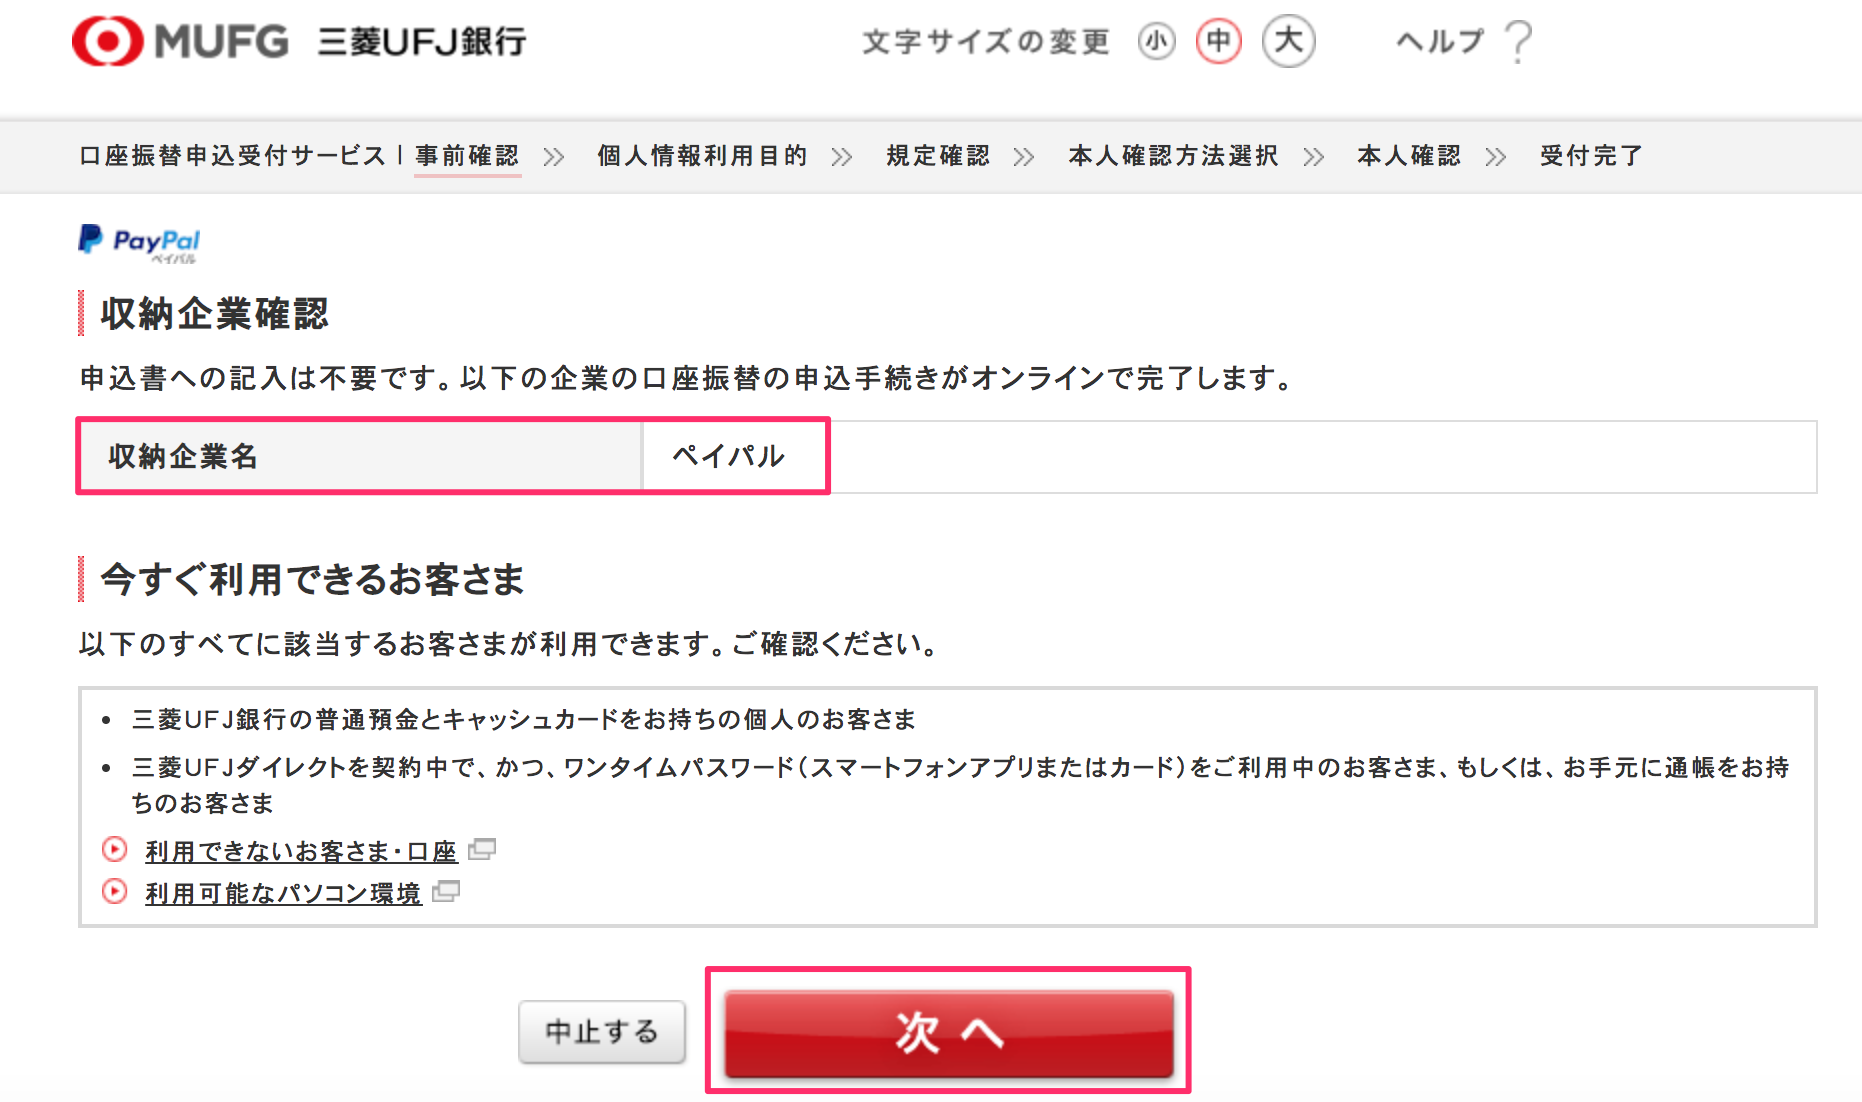 MUFG 三菱UFJ銀行 文字サイズの変更 小 中 大 ヘルプ ?
口座振替申込受付サービス | 事前確認 >> 個人情報利用目的 >> 規定確認 >> 本人確認方法選択 >> 本人確認 >> 受付完了
PayPal
ペイパル
収納企業確認
申込書への記入は不要です。以下の企業の口座振替の申込手続きがオンラインで完了します。
収納企業名 ペイパル
今すぐ利用できるお客さま
以下のすべてに該当するお客さまが利用できます。ご確認ください。
• 三菱UFJ銀行の普通預金とキャッシュカードをお持ちの個人のお客さま
• 三菱UFJダイレクトを契約中で、かつ、ワンタイムパスワード（スマートフォンアプリまたはカード）をご利用中のお客さま、もしくは、お手元に通帳をお持
ちのお客さま
利用できないお客さま・口座
利用可能なパソコン環境
中止する 次へ